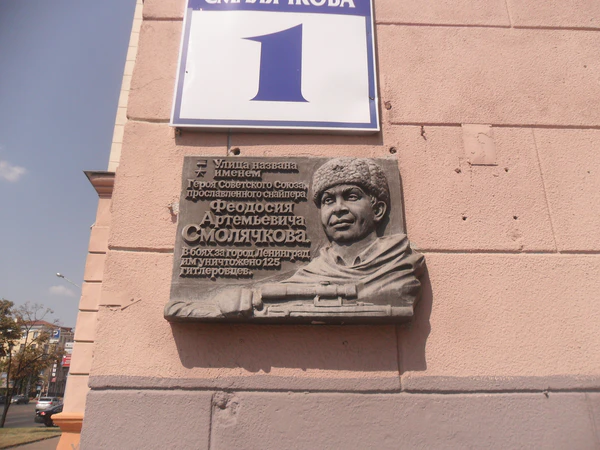 СМОЛЯЧКОВА
1
Улица названа
именем
Героя Советского Союза,
прославленного снайпера
Феодосия
Артемьевича
Смолячкова.
В боях за город Ленинград
им уничтожено 125
гитлеровцев.